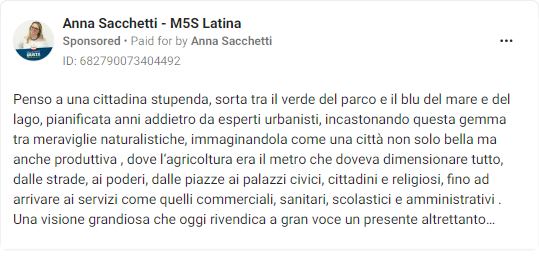 Anna Sacchetti - M5S Latina
Sponsored • Paid for by Anna Sacchetti
ID: 682790073404492
Penso a una cittadina stupenda, sorta tra il verde del parco e il blu del mare e del
lago, pianificata anni addietro da esperti urbanisti, incastonando questa gemma
tra meraviglie naturalistiche, immaginandola come una città non solo bella ma
anche produttiva , dove l'agricoltura era il metro che doveva dimensionare tutto,
dalle strade, ai poderi, dalle piazze ai palazzi civici, cittadini e religiosi, fino ad
arrivare ai servizi come quelli commerciali, sanitari, scolastici e amministrativi .
Una visione grandiosa che oggi rivendica a gran voce un presente altrettanto...